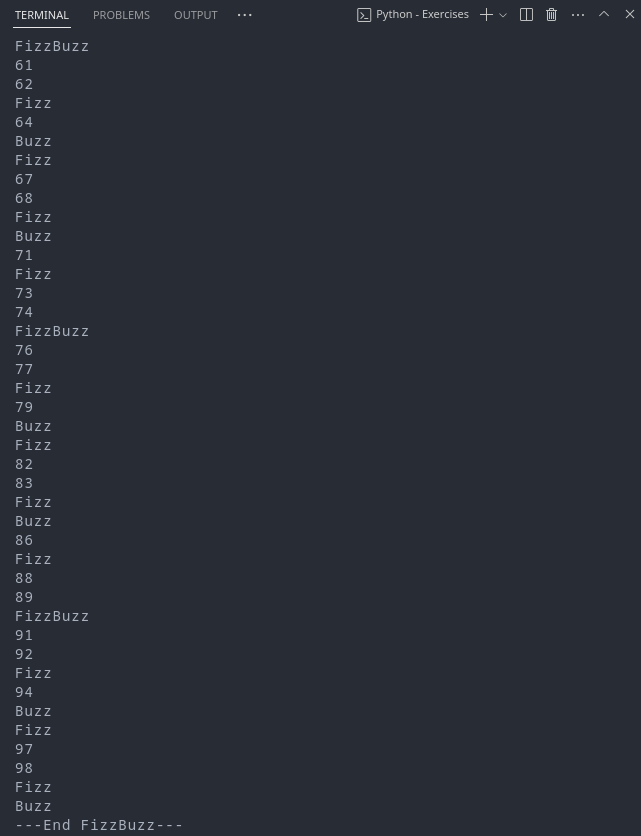 TERMINAL PROBLEMS OUTPUT ··· Python - Exercises ···
FizzBuzz
61
62
Fizz
64
Buzz
Fizz
67
68
Fizz
Buzz
71
Fizz
73
74
FizzBuzz
76
77
Fizz
79
Buzz
Fizz
82
83
Fizz
Buzz
86
Fizz
88
89
FizzBuzz
91
92
Fizz
94
Buzz
Fizz
97
98
Fizz
Buzz
---End FizzBuzz---